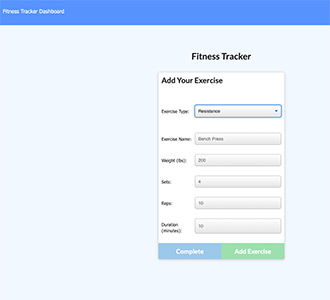 Fitness Tracker Dashboard
Fitness Tracker
Add Your Exercise
Exercise Type: Resistance
Exercise Name: Bench Press
Weight (lbs): 200
Sets: 4
Reps: 10
Duration
(minutes): 10
Complete Add Exercise